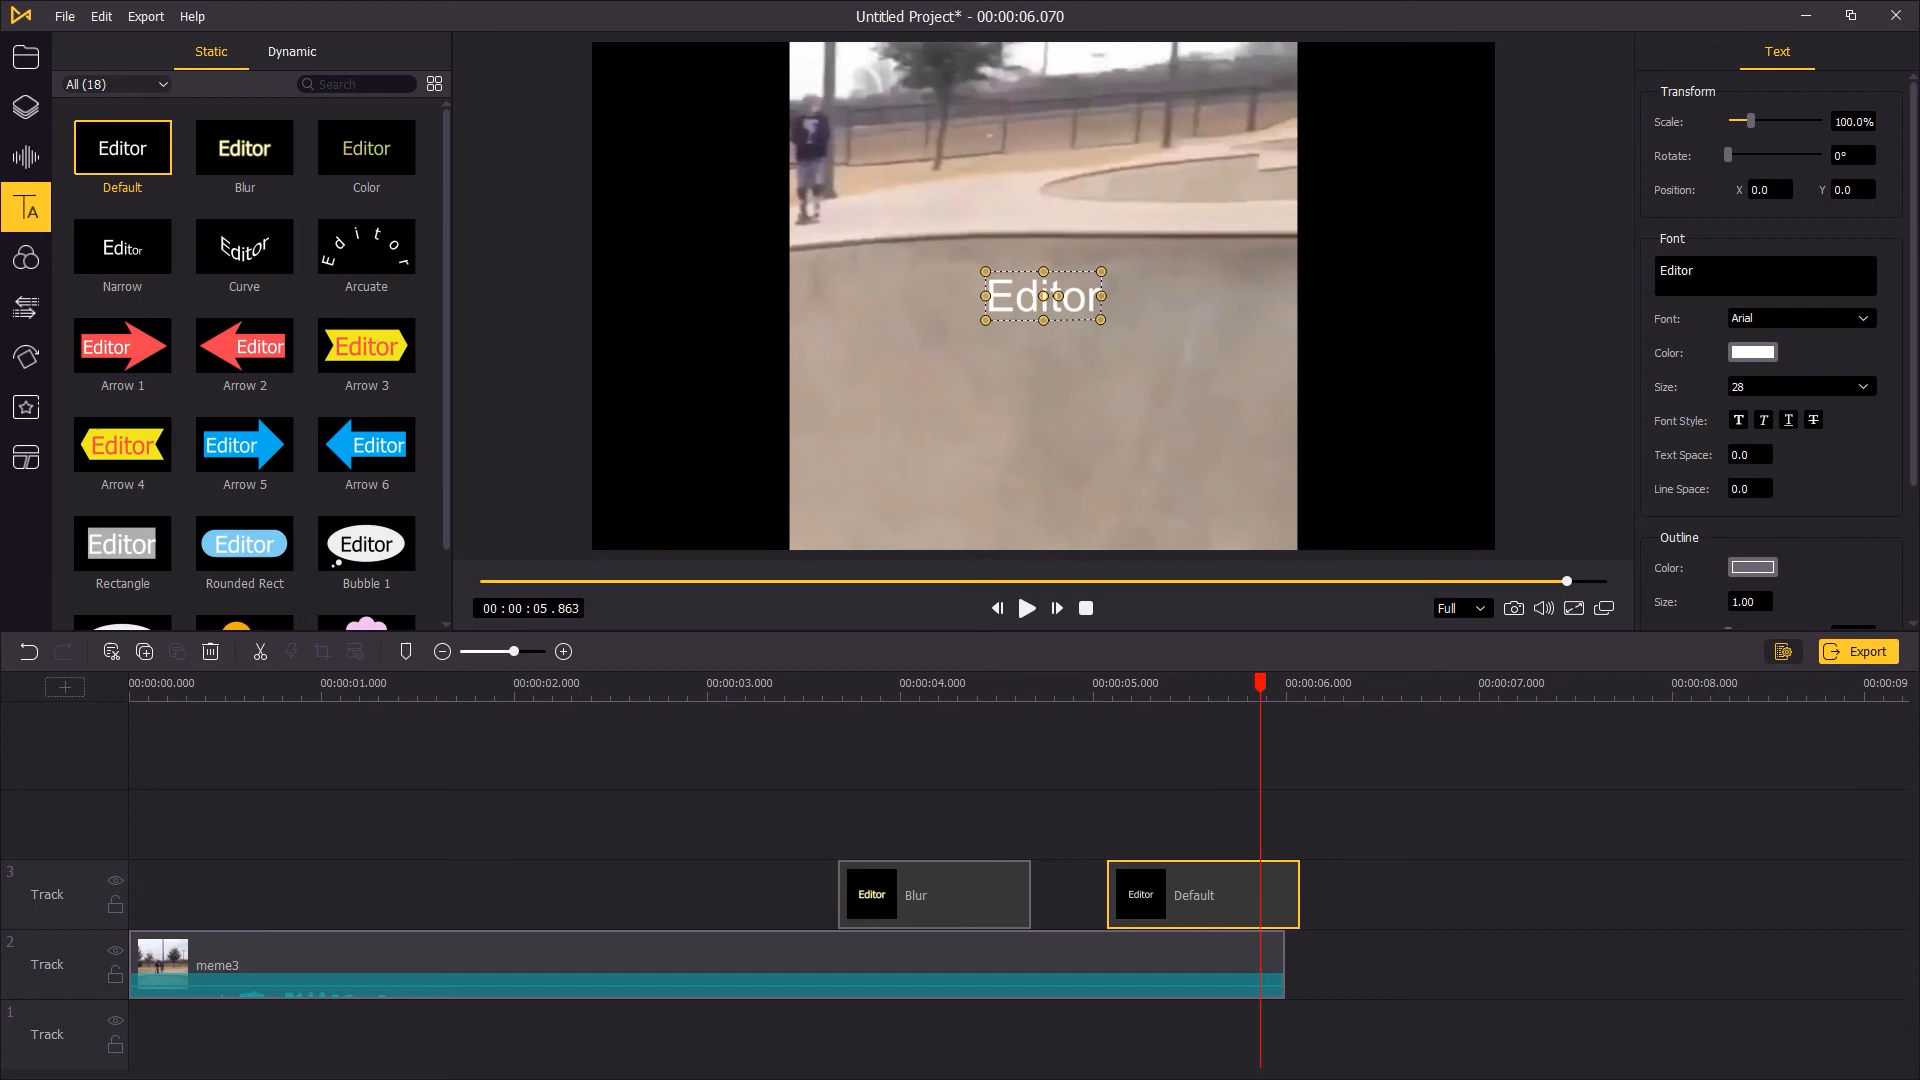 File Edit Export Help
Untitled Project* - 00:00:06.070
Static Dynamic
All (18) Search
Editor Editor Editor
Default Blur Color
Editor Editor Editor
Narrow Curve Arcuate
Editor Editor Editor
Arrow 1 Arrow 2 Arrow 3
Editor Editor Editor
Arrow 4 Arrow 5 Arrow 6
Editor Editor Editor
Rectangle Rounded Rect Bubble 1
Editor
00 : 00 : 05 . 863
Full
Text
Transform
Scale: 100.0%
Rotate: 0°
Position: X 0.0 Y 0.0
Font
Editor
Font: Arial
Color:
Size: 28
Font Style: T T T T
Text Space: 0.0
Line Space: 0.0
Outline
Color:
Size: 1.00
Export
00:00:00.000 00:00:01.000 00:00:02.000 00:00:03.000 00:00:04.000 00:00:05.000 00:00:06.000 00:00:07.000 00:00:08.000 00:00:09
3
Track
Editor Blur
Editor Default
2
Track
meme3
1
Track